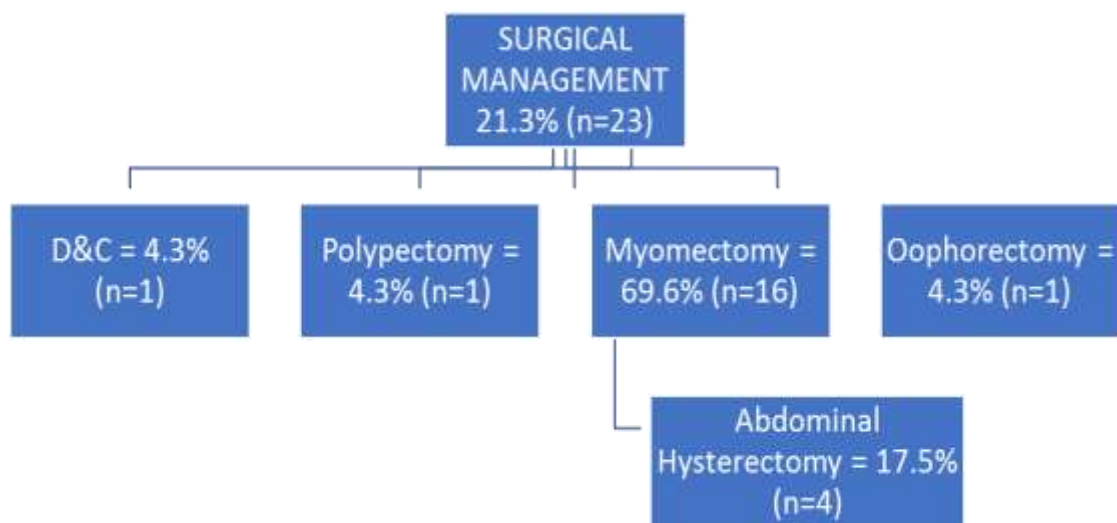 SURGICAL
MANAGEMENT
21.3% (n=23)
D&C = 4.3%
(n=1)
Polypectomy =
4.3% (n=1)
Myomectomy =
69.6% (n=16)
Oophorectomy =
4.3% (n=1)
Abdominal
Hysterectomy = 17.5%
(n=4)